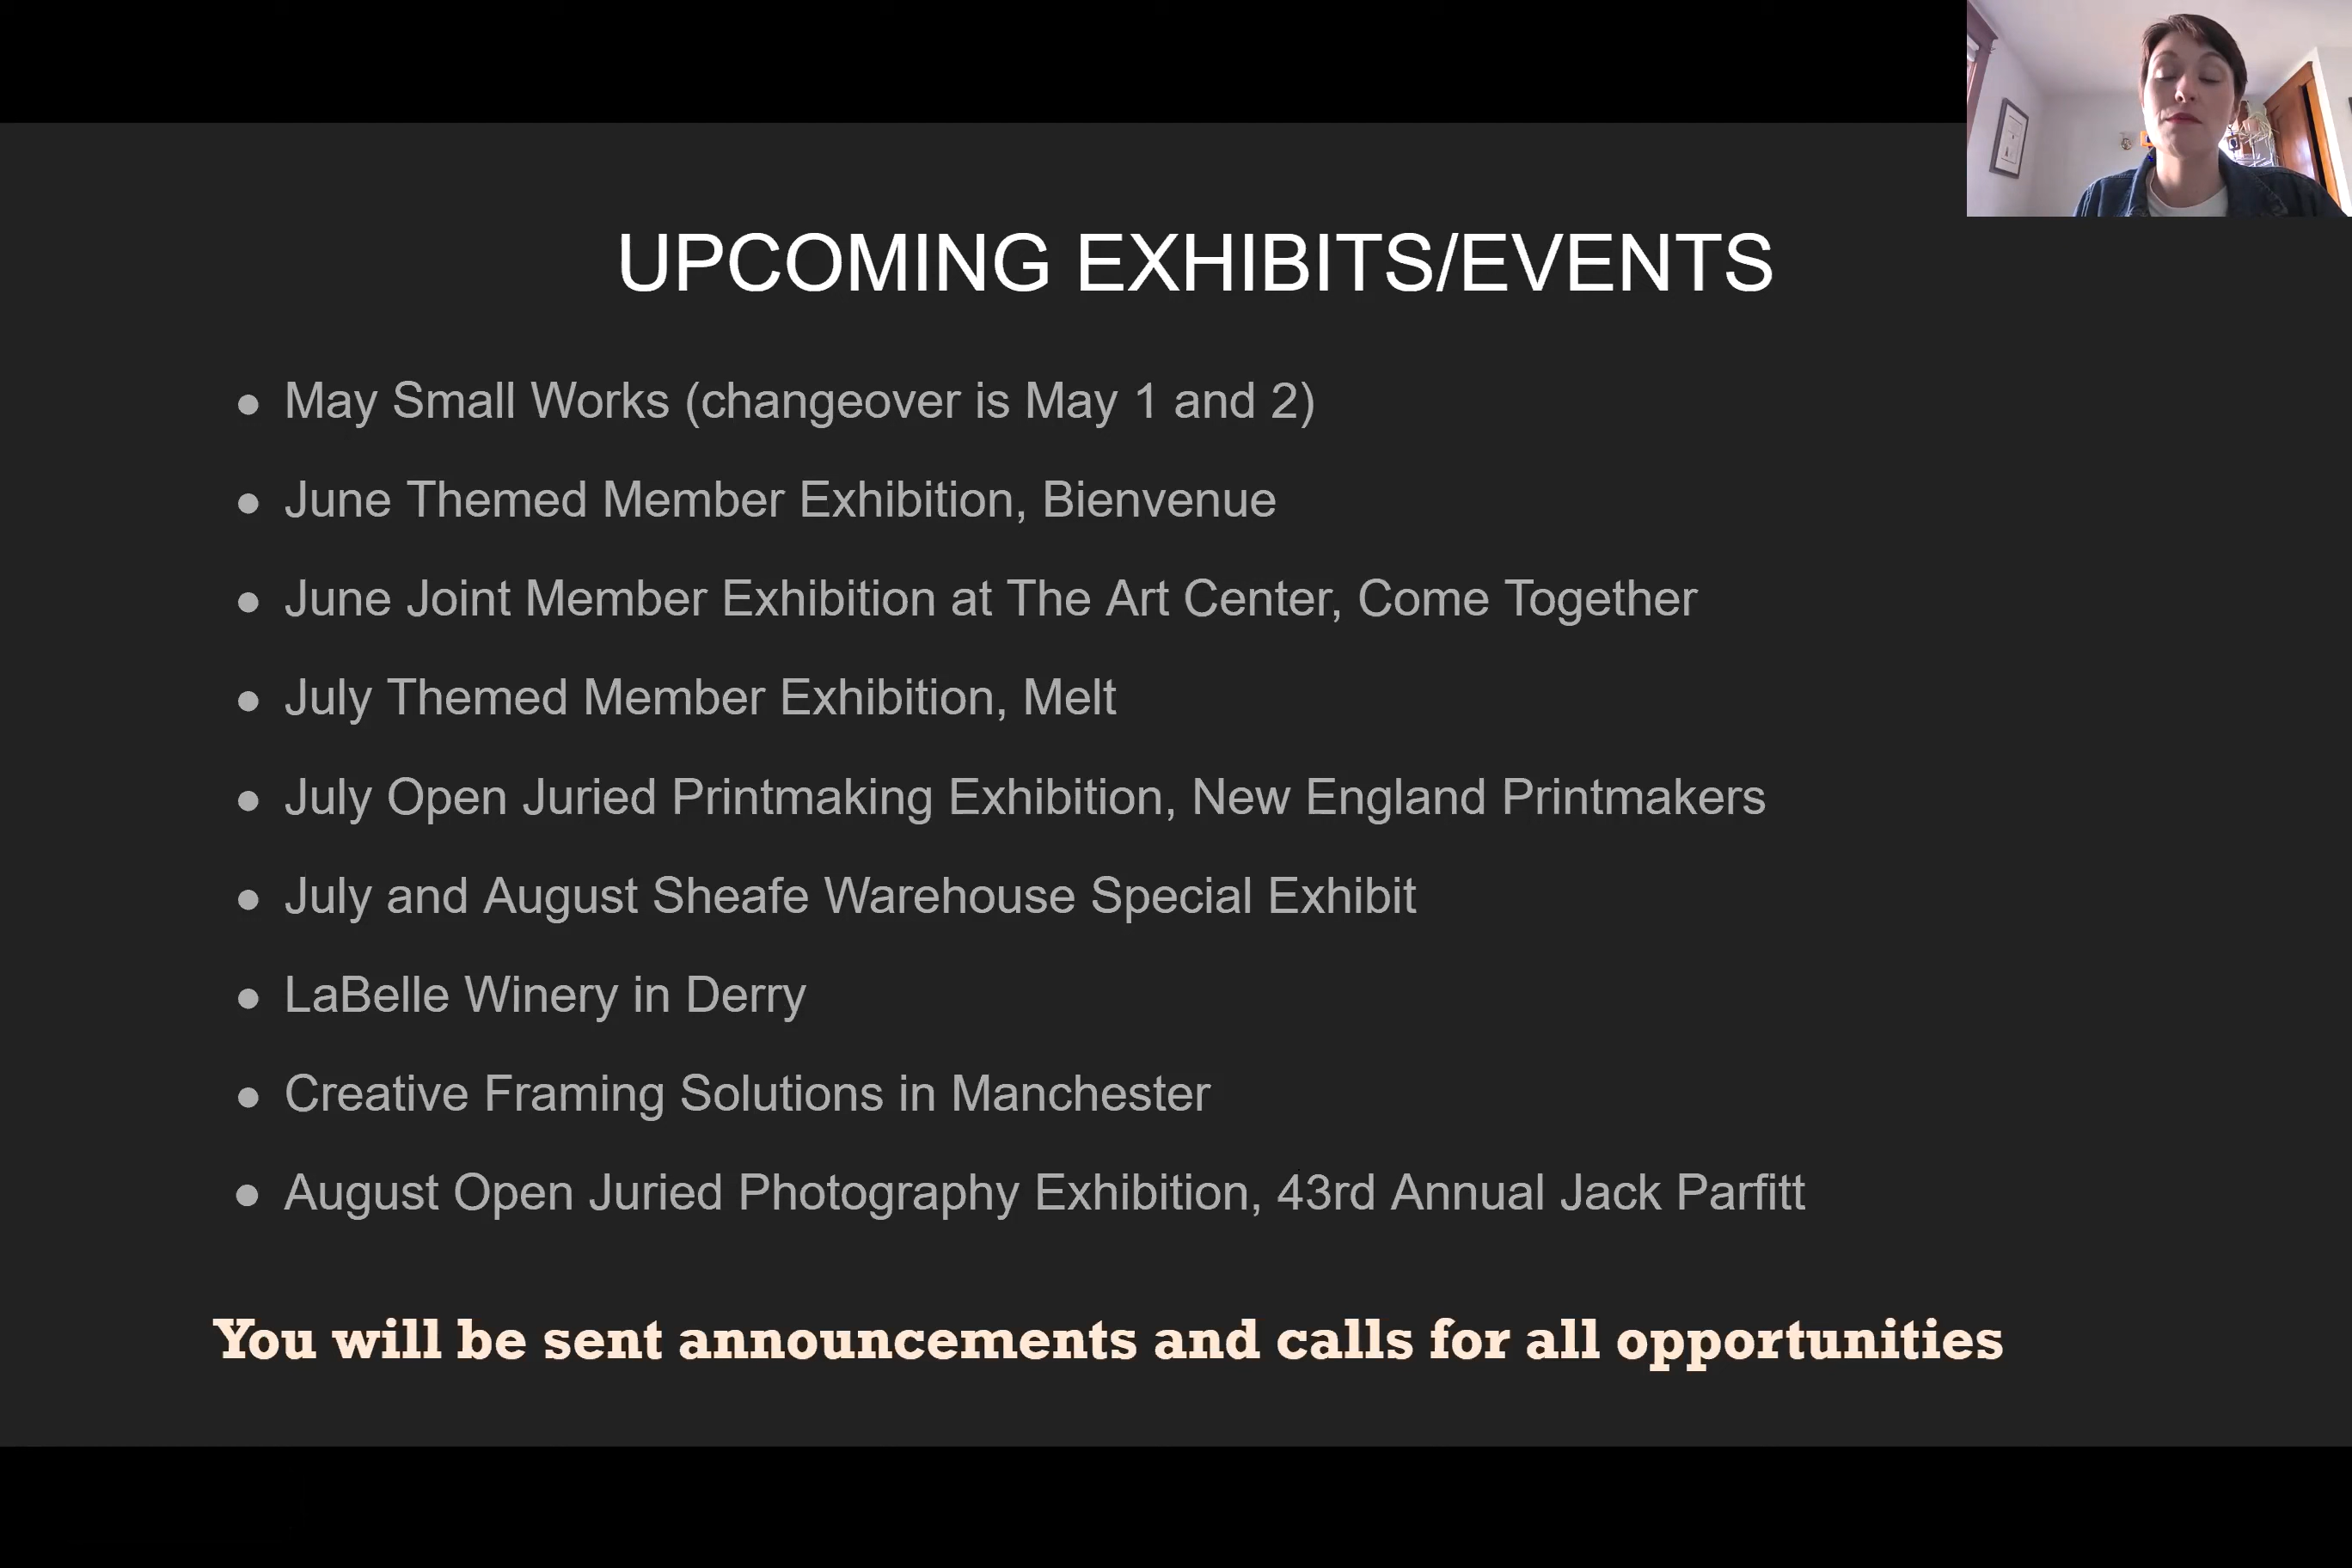 UPCOMING EXHIBITS/EVENTS
● May Small Works (changeover is May 1 and 2)
● June Themed Member Exhibition, Bienvenue
● June Joint Member Exhibition at The Art Center, Come Together
● July Themed Member Exhibition, Melt
● July Open Juried Printmaking Exhibition, New England Printmakers
● July and August Sheafe Warehouse Special Exhibit
● LaBelle Winery in Derry
● Creative Framing Solutions in Manchester
● August Open Juried Photography Exhibition, 43rd Annual Jack Parfitt
You will be sent announcements and calls for all opportunities